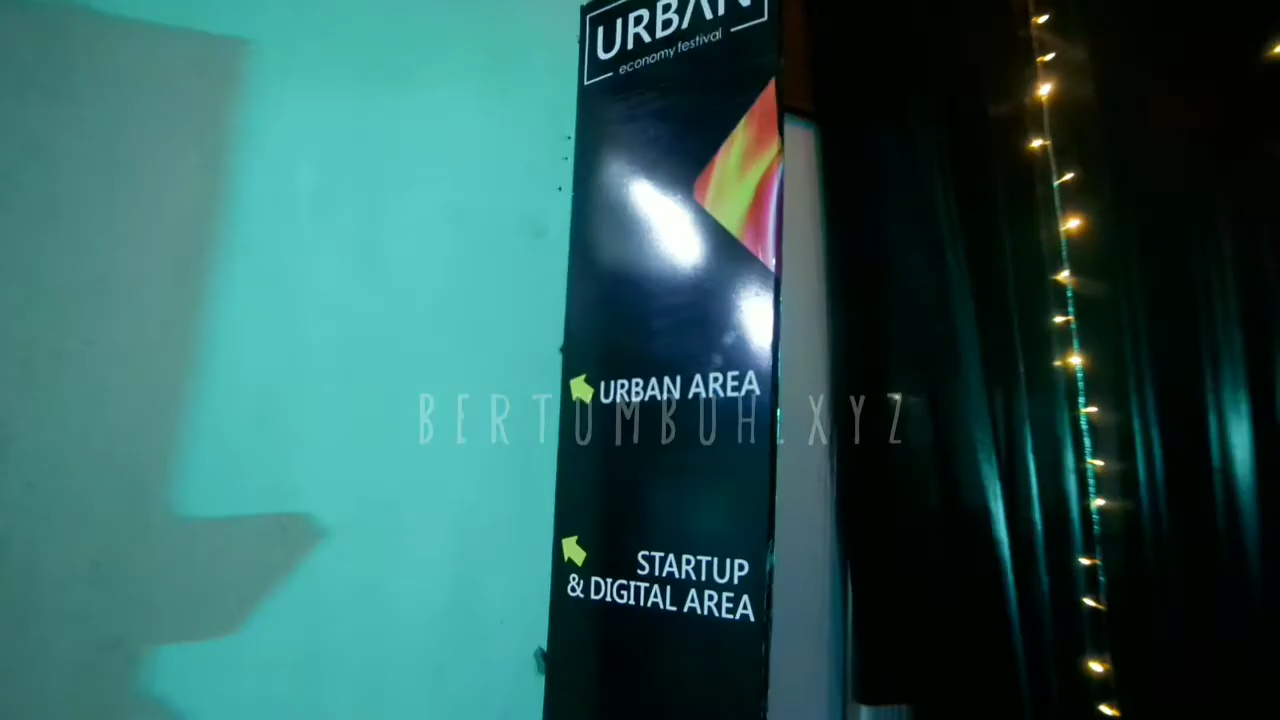 URBAN
economy festival
URBAN AREA
BERTUMBUH.XYZ
STARTUP
& DIGITAL AREA